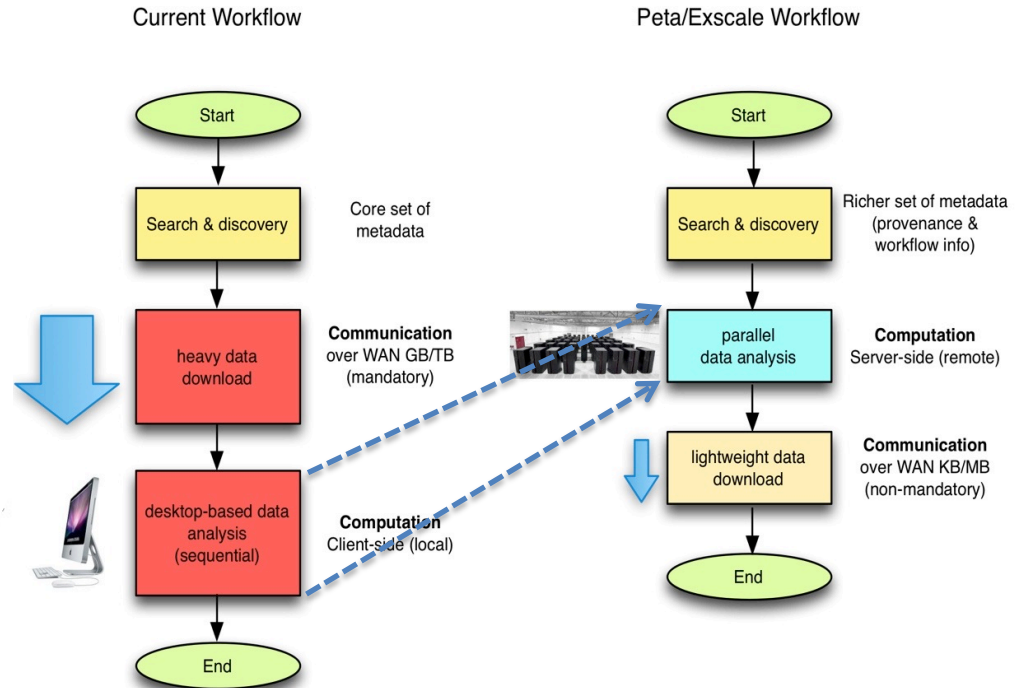 Current Workflow
Start
Search & discovery
Core set of
metadata
heavy data
download
Communication
over WAN GB/TB
(mandatory)
desktop-based data
analysis
(sequential)
Computation
Client-side (local)
End
Peta/Exscale Workflow
Start
Search & discovery
Richer set of metadata
(provenance &
workflow info)
parallel
data analysis
Computation
Server-side (remote)
lightweight data
download
Communication
over WAN KB/MB
(non-mandatory)
End